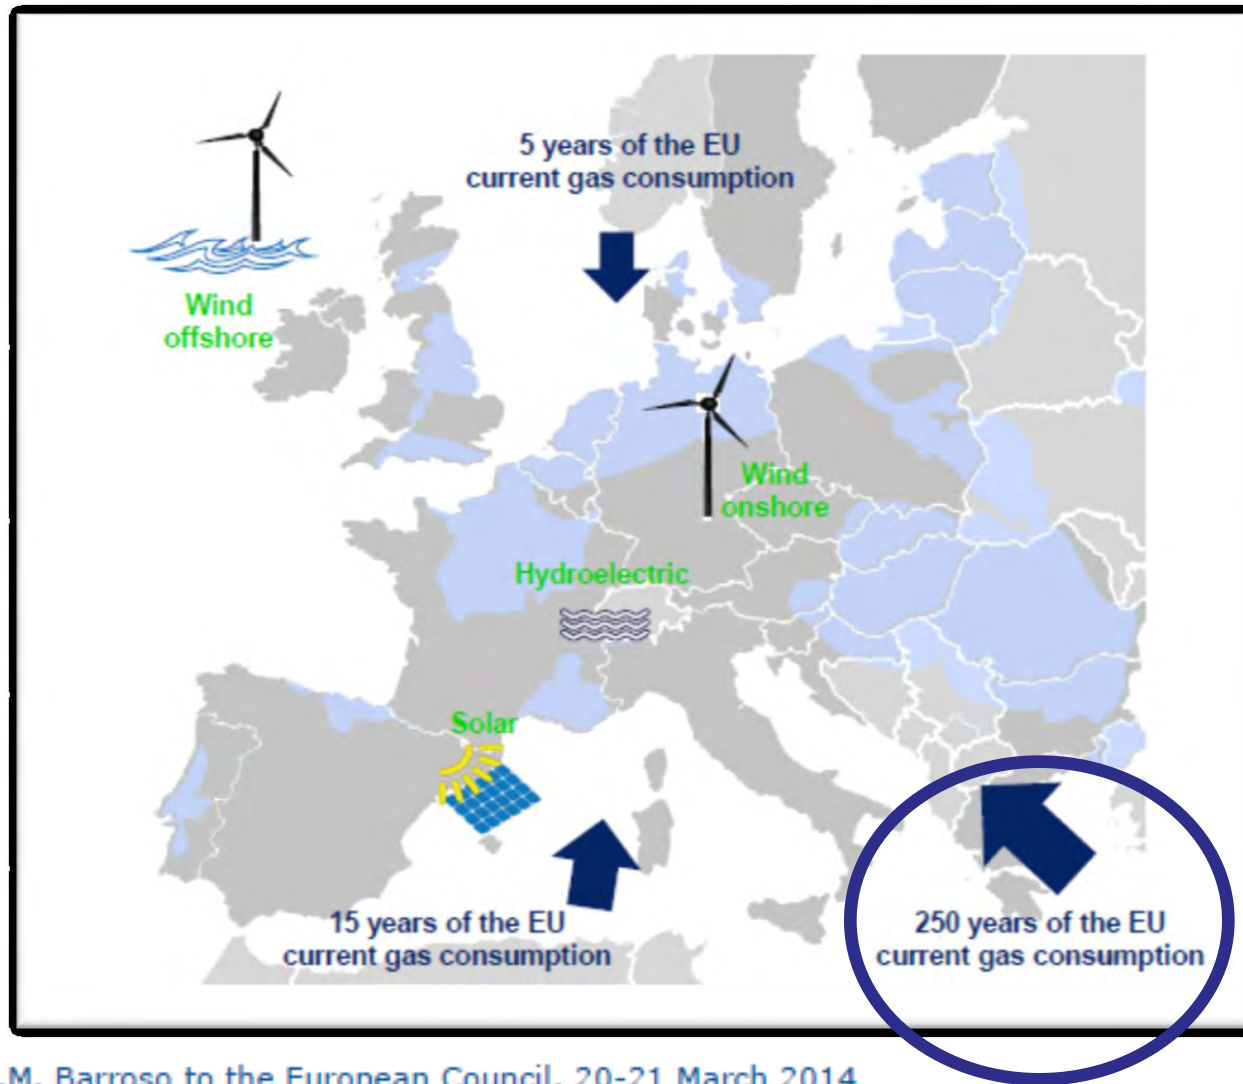 5 years of the EU
current gas consumption
Wind
offshore
Wind
onshore
Hydroelectric
Solar
15 years of the EU
current gas consumption
250 years of the EU
current gas consumption
.M. Barroso to the European Council, 20-21 March 2014